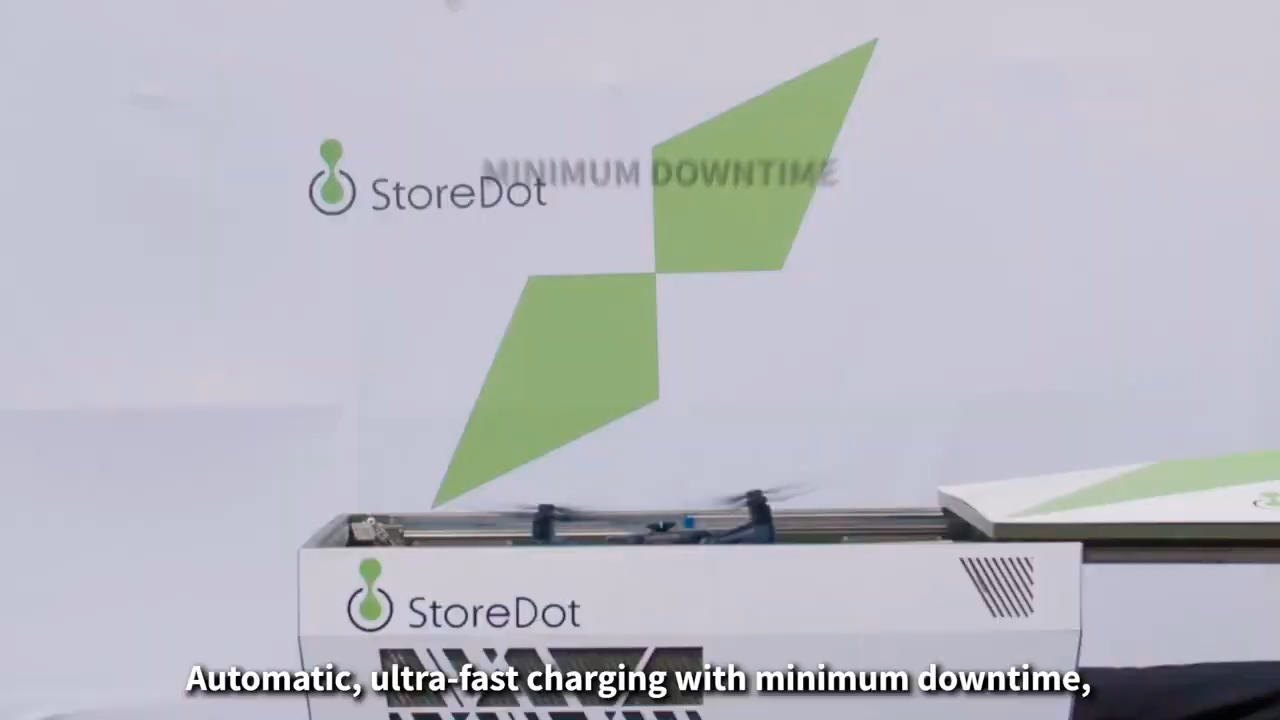 MINIMUM DOWNTIME
StoreDot
StoreDot
Automatic, ultra-fast charging with minimum downtime,